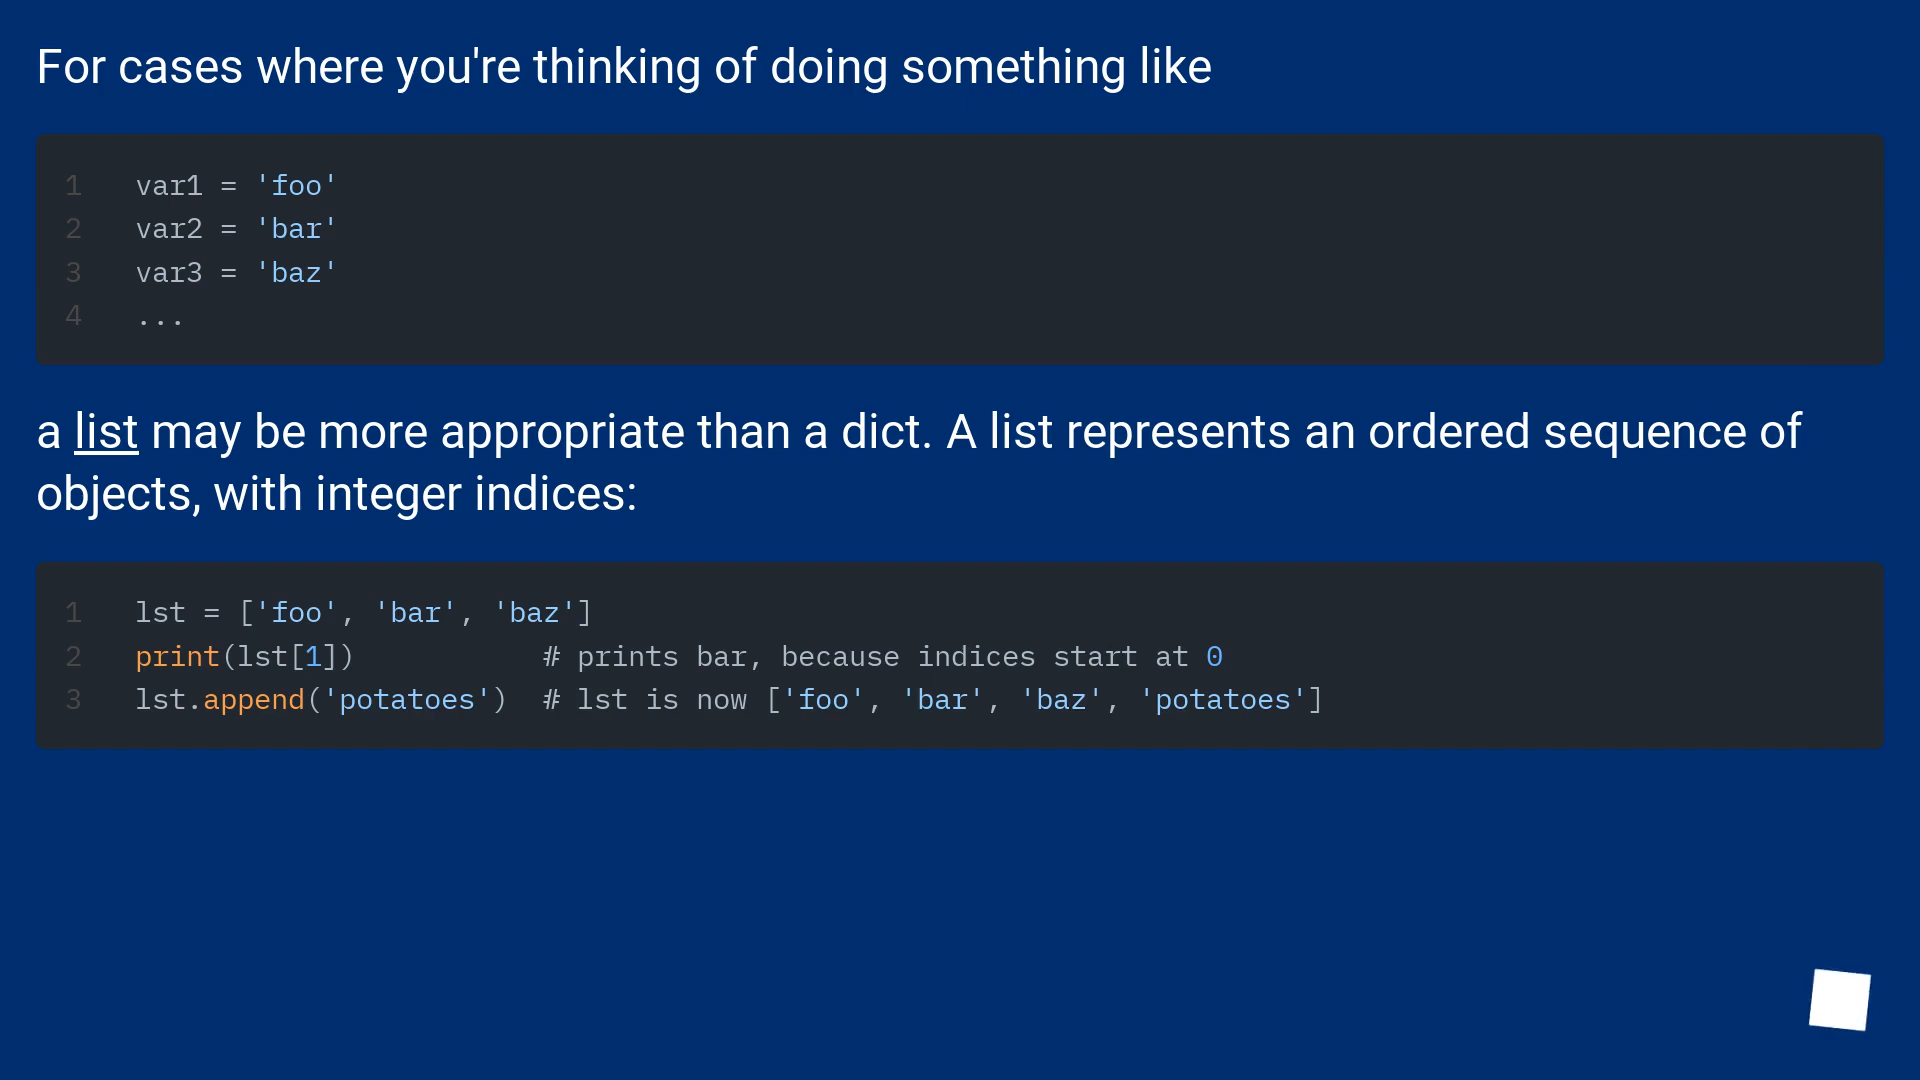 For cases where you're thinking of doing something like
1 var1 = 'foo'
2 var2 = 'bar'
3 var3 = 'baz'
4 ...
a list may be more appropriate than a dict. A list represents an ordered sequence of
objects, with integer indices:
1 lst = ['foo', 'bar', 'baz']
2 print(lst[1])           # prints bar, because indices start at 0
3 lst.append('potatoes')  # lst is now ['foo', 'bar', 'baz', 'potatoes']